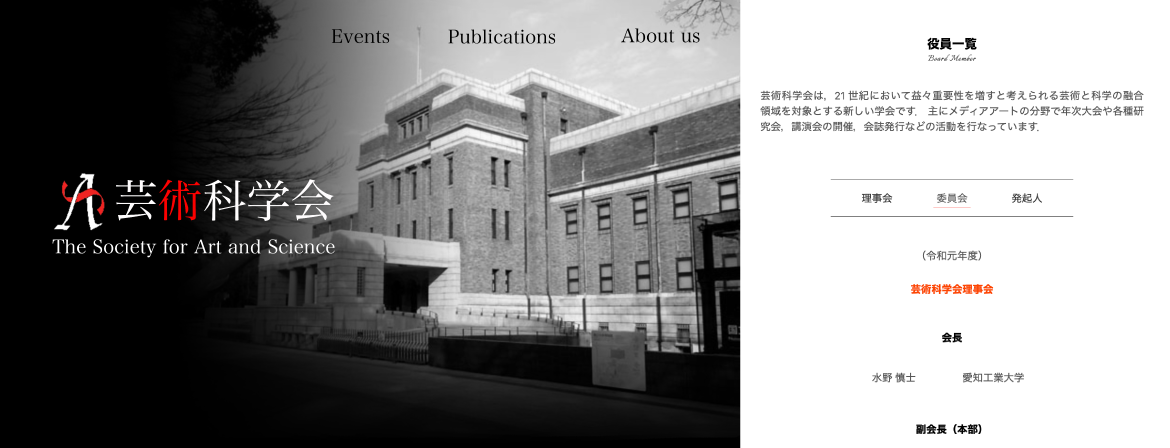 Events
Publications
About us
芸術科学会
The Society for Art and Science
役員一覧
Board Member
芸術科学会は，21 世紀において益々重要性を増すと考えられる芸術と科学の融合
領域を対象とする新しい学会です． 主にメディアアートの分野で年次大会や各種研
究会，講演会の開催，会誌発行などの活動を行なっています．
理事会
委員会
発起人
（令和元年度）
芸術科学会理事会
会長
水野 慎士
愛知工業大学
副会長（本部）